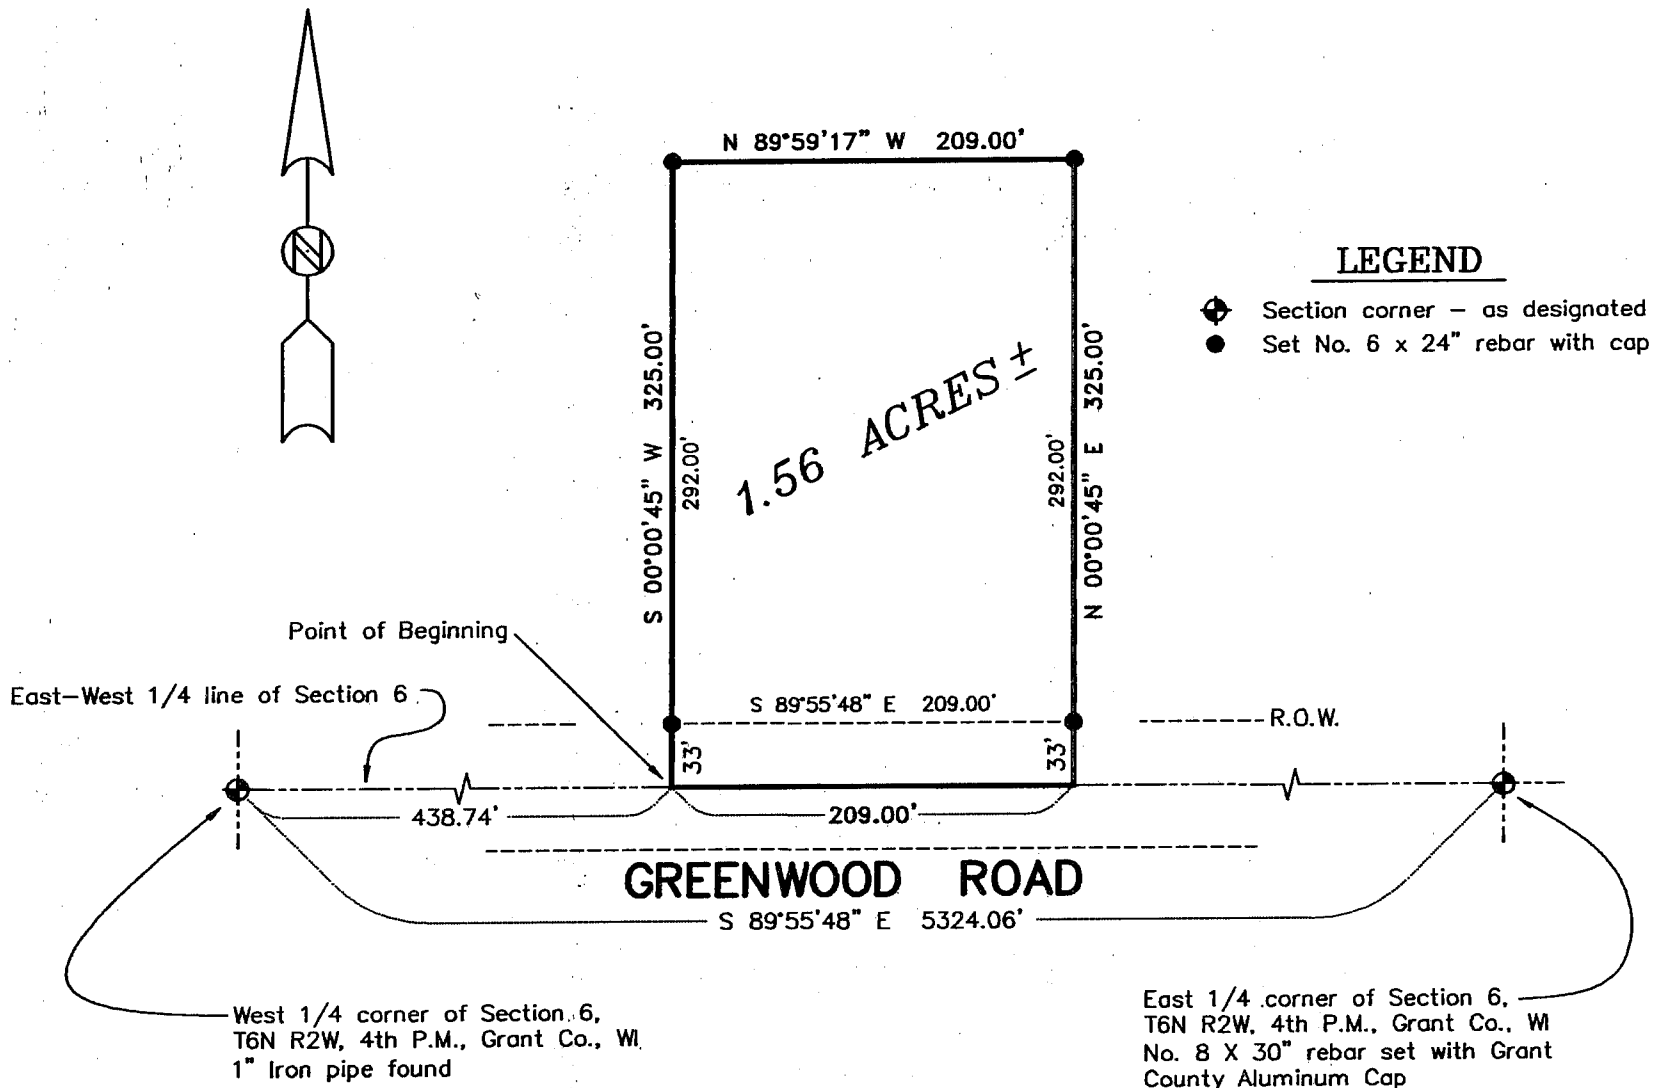 N 89°59'17" W 209.00'
N
LEGEND
Section corner – as designated
Set No. 6 x 24" rebar with cap
S 00°00'45" W 325.00'
292.00'
1.56 ACRES ±
292.00'
N 00°00'45" E 325.00'
Point of Beginning
East–West 1/4 line of Section 6
S 89°55'48" E 209.00'
R.O.W.
33'
33'
438.74'
209.00'
GREENWOOD ROAD
S 89°55'48" E 5324.06'
West 1/4 corner of Section 6,
T6N R2W, 4th P.M., Grant Co., WI
1" Iron pipe found
East 1/4 corner of Section 6,
T6N R2W, 4th P.M., Grant Co., WI
No. 8 X 30" rebar set with Grant
County Aluminum Cap